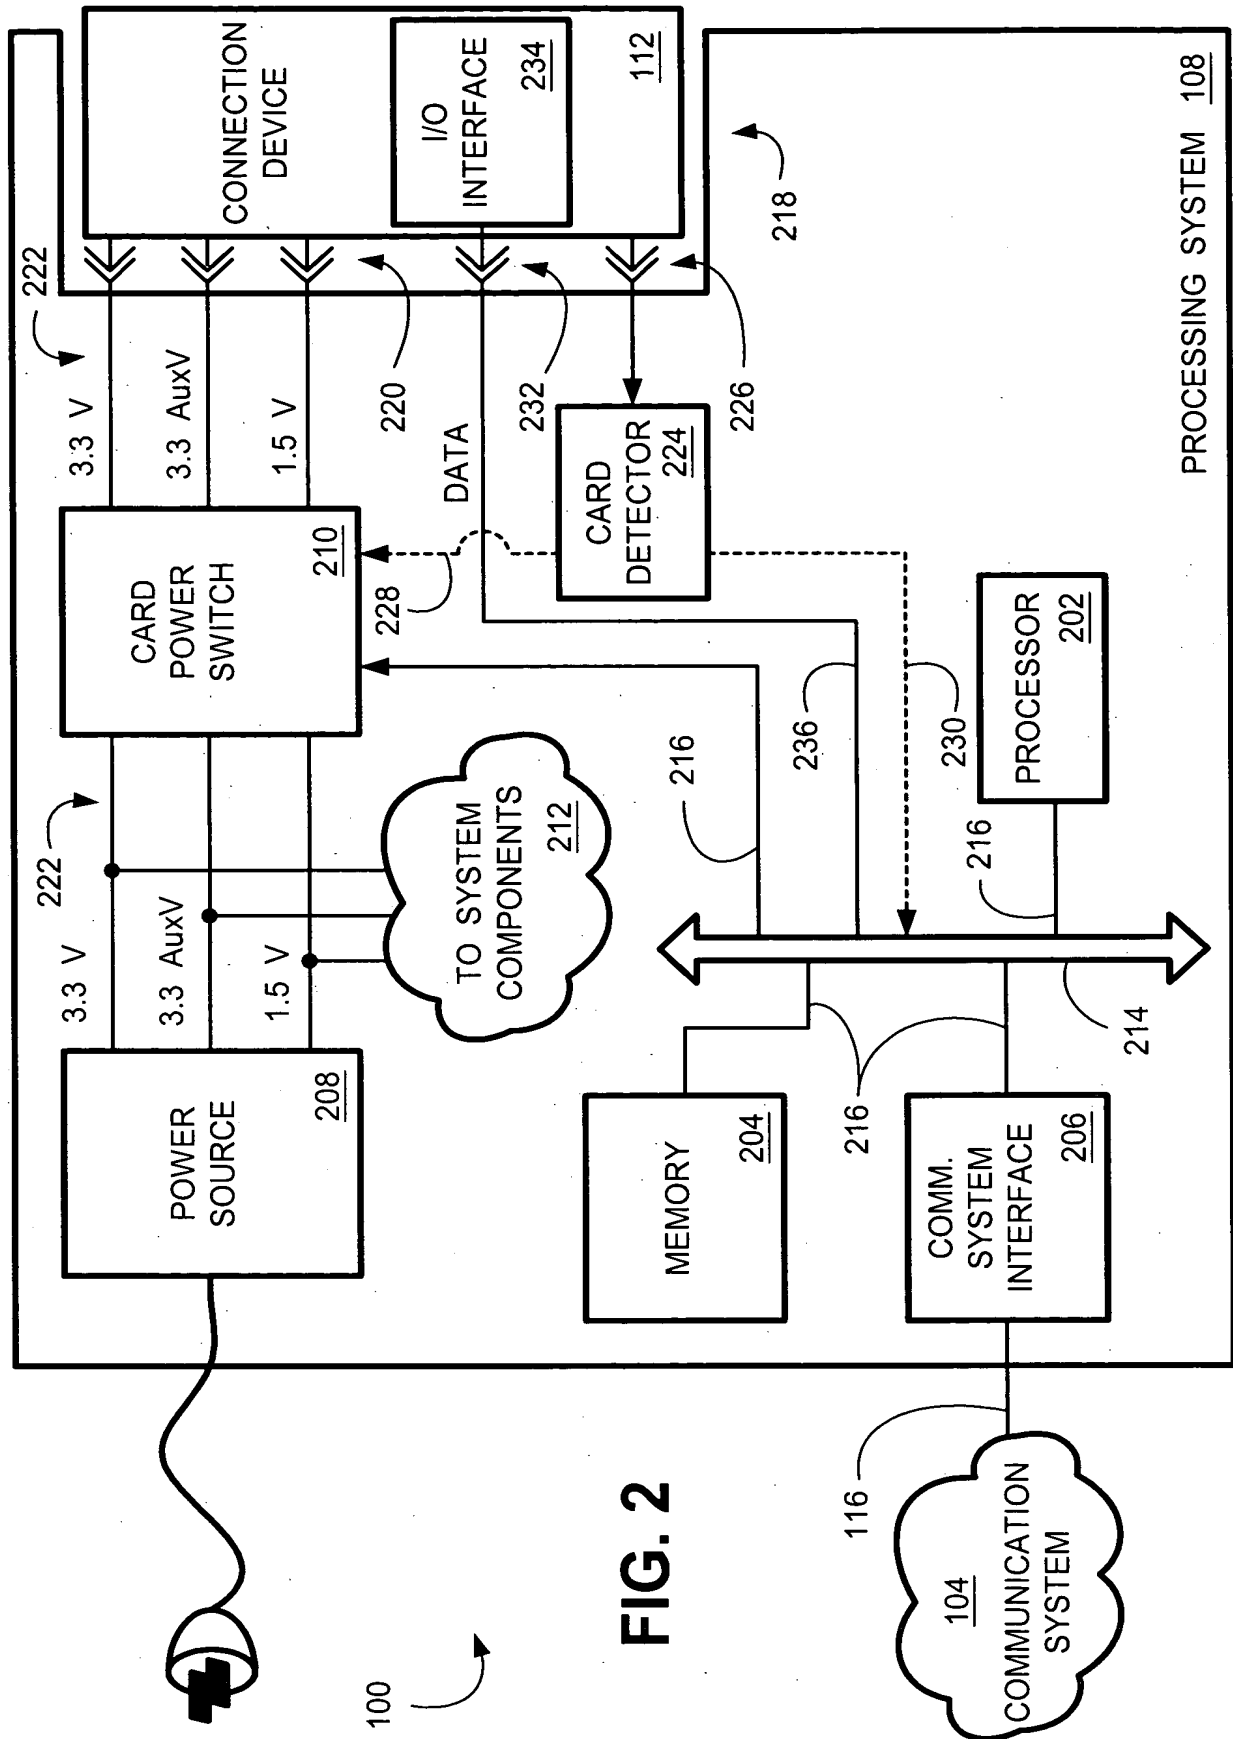 222
3.3 V
3.3 AuxV
1.5 V
POWER
SOURCE
208
222
3.3 V
3.3 AuxV
1.5 V
CARD
POWER
SWITCH
210
CONNECTION
DEVICE
I/O
INTERFACE
234
112
220
232
226
218
DATA
228
CARD
DETECTOR
224
TO SYSTEM
COMPONENTS
212
216
236
230
PROCESSOR
202
216
214
MEMORY
204
216
COMM.
SYSTEM
INTERFACE
206
PROCESSING SYSTEM 108
116
104
COMMUNICATION
SYSTEM
100
FIG. 2